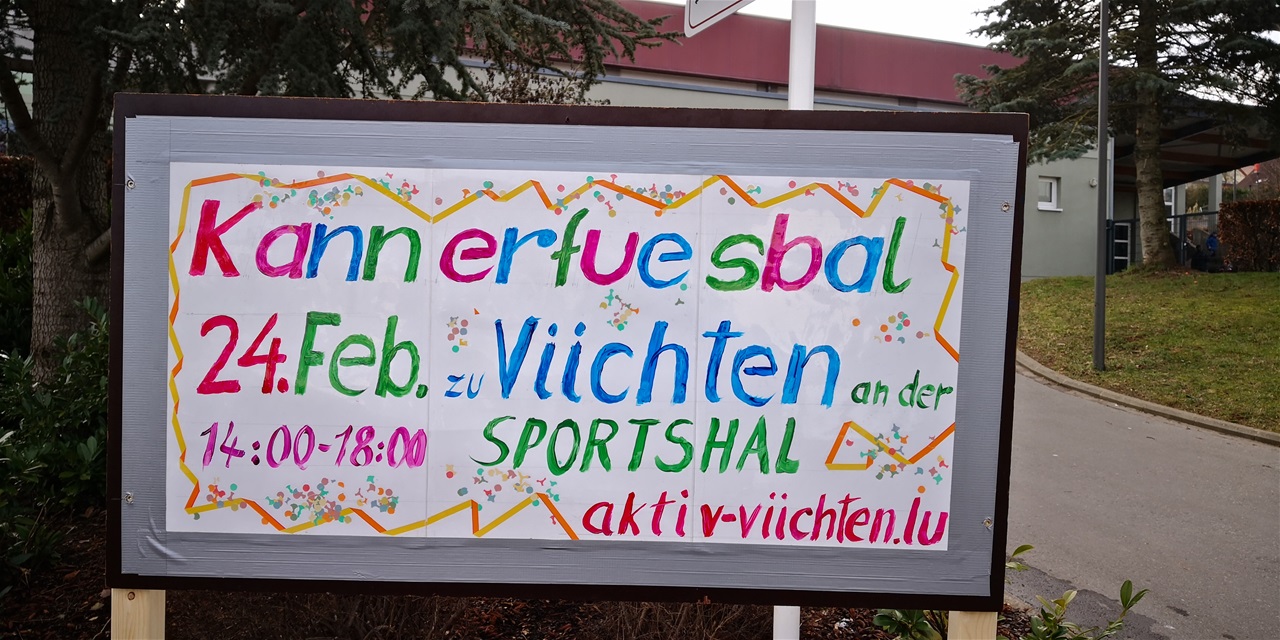 Kannerfuesbal
24.Feb. zu Viichten an der
14:00-18:00 SPORTSHAL
aktiv-viichten.lu